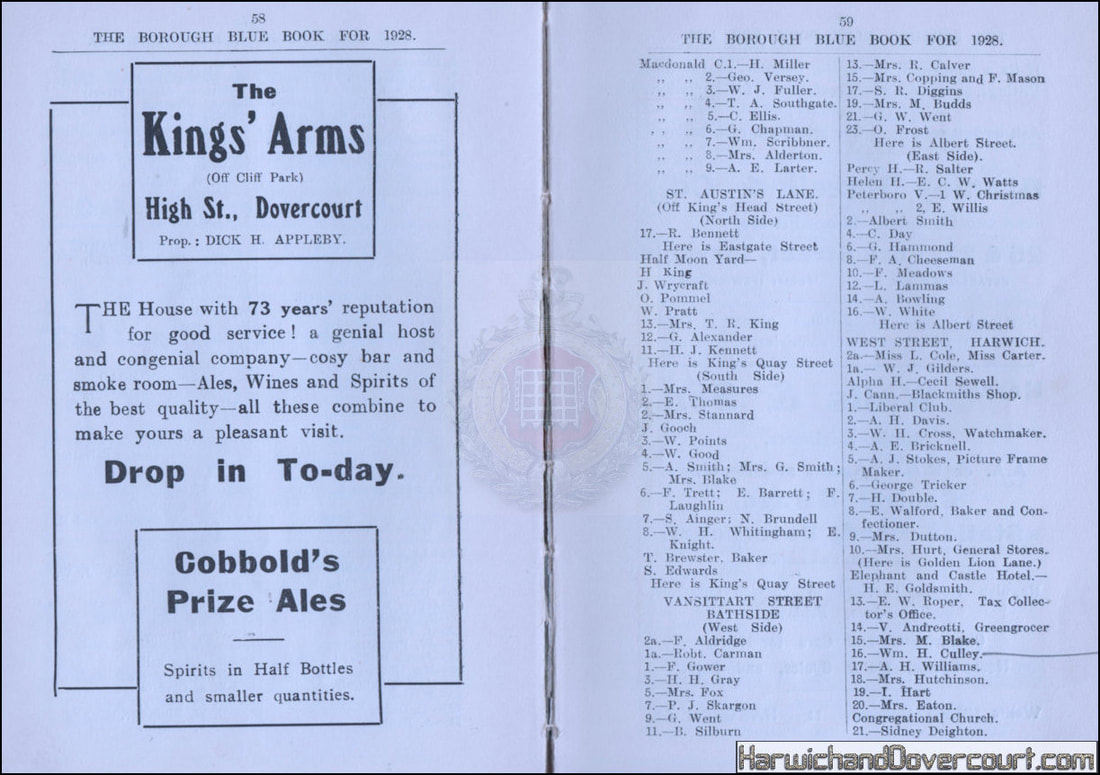 58
THE BOROUGH BLUE BOOK FOR 1928.
The
Kings' Arms
(Off Cliff Park)
High St., Dovercourt
Prop.: DICK H. APPLEBY.
THE House with 73 years' reputation
for good service! a genial host
and congenial company—cosy bar and
smoke room—Ales, Wines and Spirits of
the best quality—all these combine to
make yours a pleasant visit.
Drop in To-day.
Cobbold's
Prize Ales
Spirits in Half Bottles
and smaller quantities.
59
THE BOROUGH BLUE BOOK FOR 1928.
Macdonald C.1.—H. Miller
,, ,, 2.—Geo. Versey.
,, ,, 3.—W. J. Fuller.
,, ,, 4.—T. A. Southgate.
,, ,, 5.—C. Ellis.
,, ,, 6.—G. Chapman.
,, ,, 7.—Wm. Scribbner.
,, ,, 8.—Mrs. Alderton.
,, ,, 9.—A. E. Larter.
ST. AUSTIN'S LANE.
(Off King's Head Street)
(North Side)
17.—R. Bennett
Here is Eastgate Street
Half Moon Yard—
H King
J. Wrycraft
O. Pommel
W. Pratt
13.—Mrs. T. R. King
12.—G. Alexander
11.—H. J. Kennett
Here is King's Quay Street
(South Side)
1.—Mrs. Measures
2.—E. Thomas
2.—Mrs. Stannard
J. Gooch
3.—W. Points
4.—W. Good
5.—A. Smith; Mrs. G. Smith;
Mrs. Blake
6.—F. Trett; E. Barrett; F.
Laughlin
7.—S. Ainger; N. Brundell
8.—W. H. Whitingham; E.
Knight.
T. Brewster, Baker
S. Edwards
Here is King's Quay Street
VANSITTART STREET
BATHSIDE
(West Side)
2a.—F. Aldridge
1a.—Robt. Carman
1.—F. Gower
3.—H. H. Gray
5.—Mrs. Fox
7.—P. J. Skargon
9.—G. Went
11.—B. Silburn
13.—Mrs. R. Calver
15.—Mrs. Copping and F. Mason
17.—S. R. Diggins
19.—Mrs. M. Budds
21.—G. W. Went
23.—O. Frost
Here is Albert Street.
(East Side).
Percy H.—R. Salter
Helen H.—E. C. W. Watts
Peterboro V.—1 W. Christmas
,, ,, 2, E. Willis
2.—Albert Smith
4.—C. Day
6.—G. Hammond
8.—F. A. Cheeseman
10.—F. Meadows
12.—L. Lammas
14.—A. Bowling
16.—W. White
Here is Albert Street
WEST STREET, HARWICH.
2a.—Miss L. Cole, Miss Carter.
1a.— W. J. Gilders.
Alpha H.—Cecil Sewell.
J. Cann.—Blackmiths Shop.
1.—Liberal Club.
2.—A. H. Davis.
3.—W. H. Cross, Watchmaker.
4.—A. E. Bricknell.
5.—A. J. Stokes, Picture Frame
Maker.
6.—George Tricker
7.—H. Double.
8.—E. Walford, Baker and Con-
fectioner.
9.—Mrs. Dutton.
10.—Mrs. Hurt, General Stores.
(Here is Golden Lion Lane.)
Elephant and Castle Hotel.—
H. E. Goldsmith.
13.—E. W. Roper, Tax Collec-
tor's Office.
14.—V. Andreotti, Greengrocer
15.—Mrs. M. Blake.
16.—Wm. H. Culley.
17.—A. H. Williams.
18.—Mrs. Hutchinson.
19.—I. Hart
20.—Mrs. Eaton.
Congregational Church.
21.—Sidney Deighton.
HarwichandDovercourt.com